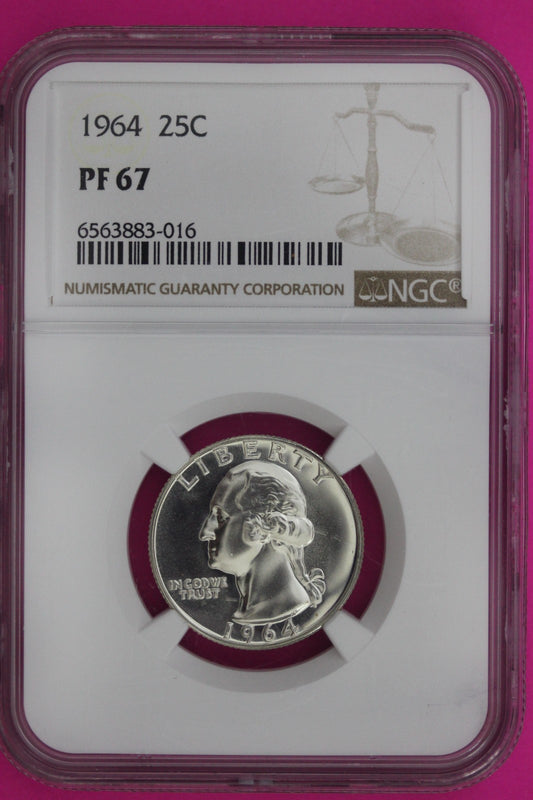 1964 25C
PF 67
6563883-016
NUMISMATIC GUARANTY CORPORATION
NGC®
LIBERTY
IN GOD WE
TRUST
1964